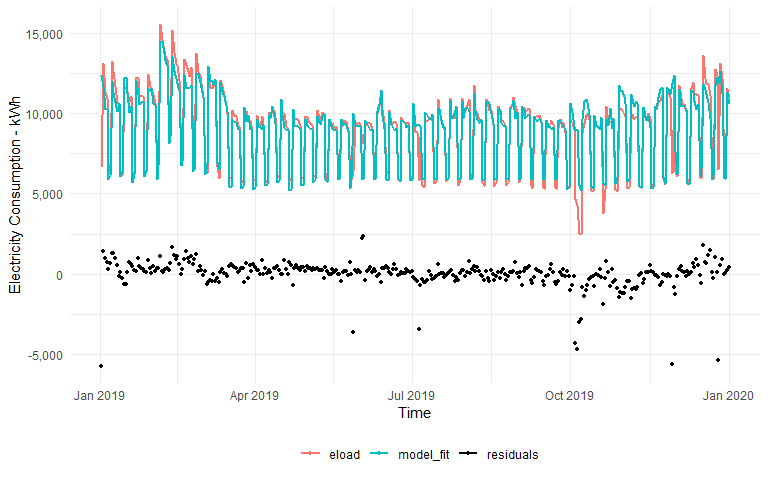 Electricity Consumption - kWh
15,000
10,000
5,000
0
-5,000
Jan 2019 Apr 2019 Jul 2019 Oct 2019 Jan 2020
Time
eload model_fit residuals